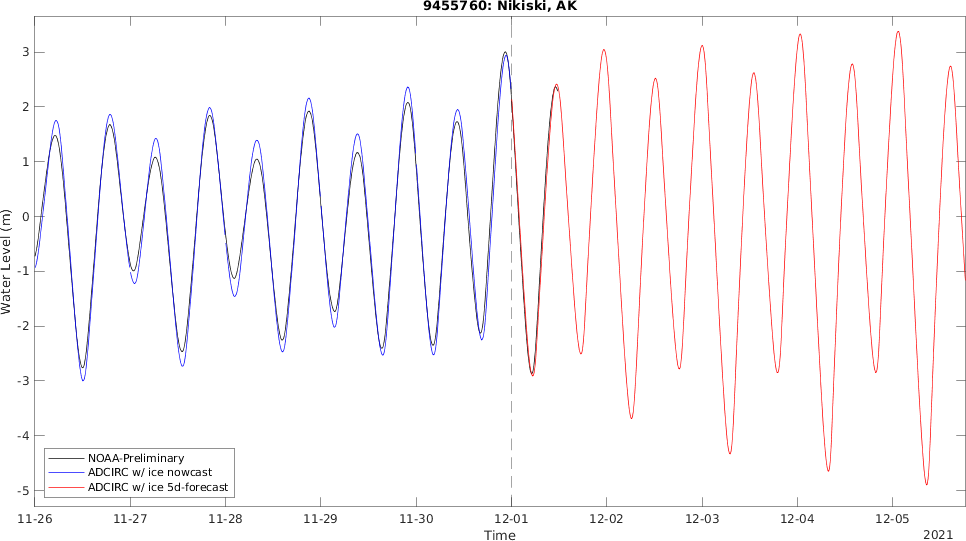 9455760: Nikiski, AK
Water Level (m)
3
2
1
0
-1
-2
-3
-4
-5
NOAA-Preliminary
ADCIRC w/ ice nowcast
ADCIRC w/ ice 5d-forecast
11-26 11-27 11-28 11-29 11-30 12-01 12-02 12-03 12-04 12-05
Time
2021